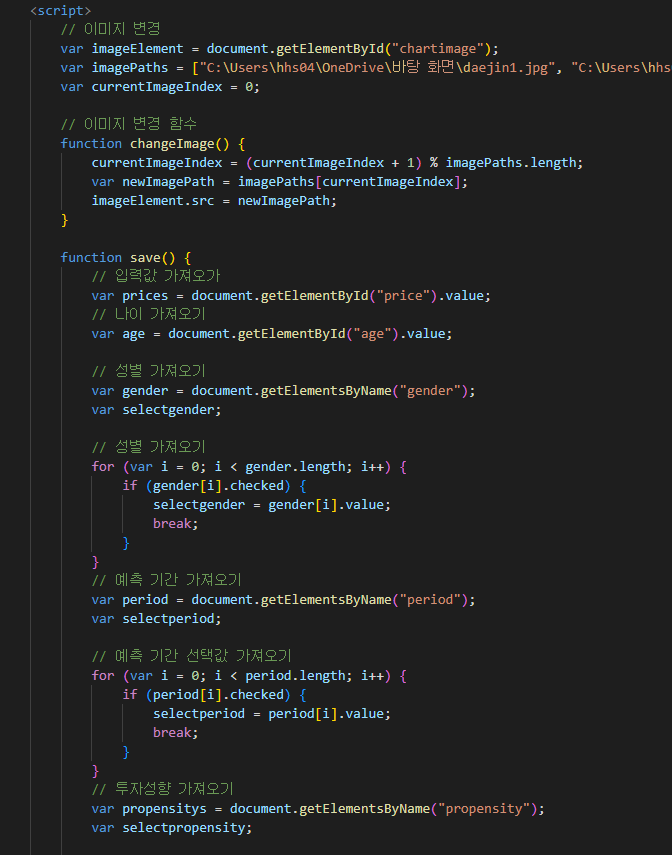 <script>
// 이미지 변경
var imageElement = document.getElementById("chartimage");
var imagePaths = ["C:\Users\hhs04\OneDrive\바탕 화면\daejin1.jpg", "C:\Users\hhs
var currentImageIndex = 0;
// 이미지 변경 함수
function changeImage() {
currentImageIndex = (currentImageIndex + 1) % imagePaths.length;
var newImagePath = imagePaths[currentImageIndex];
imageElement.src = newImagePath;
}
function save() {
// 입력값 가져오가
var prices = document.getElementById("price").value;
// 나이 가져오기
var age = document.getElementById("age").value;
// 성별 가져오기
var gender = document.getElementsByName("gender");
var selectgender;
// 성별 가져오기
for (var i = 0; i < gender.length; i++) {
if (gender[i].checked) {
selectgender = gender[i].value;
break;
}
}
// 예측 기간 가져오기
var period = document.getElementsByName("period");
var selectperiod;
// 예측 기간 선택값 가져오기
for (var i = 0; i < period.length; i++) {
if (period[i].checked) {
selectperiod = period[i].value;
break;
}
}
// 투자성향 가져오기
var propensitys = document.getElementsByName("propensity");
var selectpropensity;